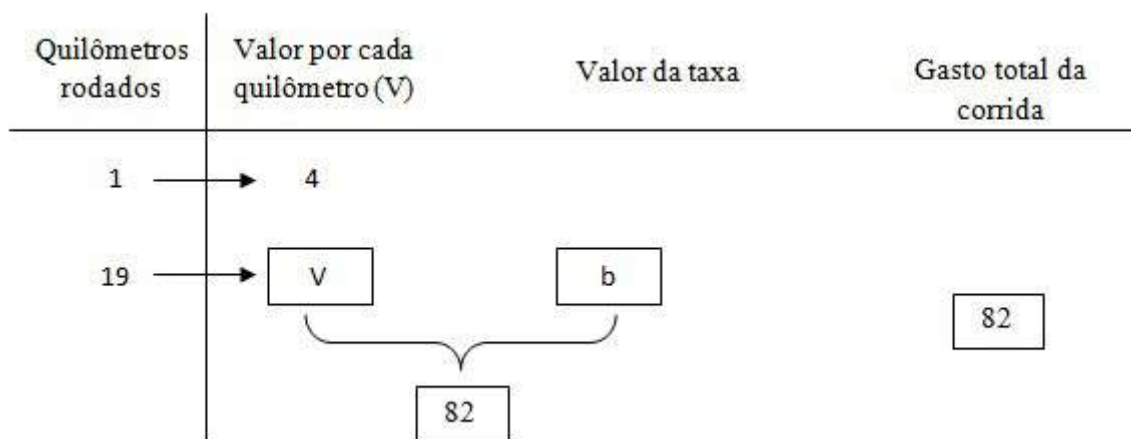 Quilômetros
rodados
Valor por cada
quilômetro (V)
Valor da taxa
Gasto total da
corrida
1
4
19
V
b
82
82